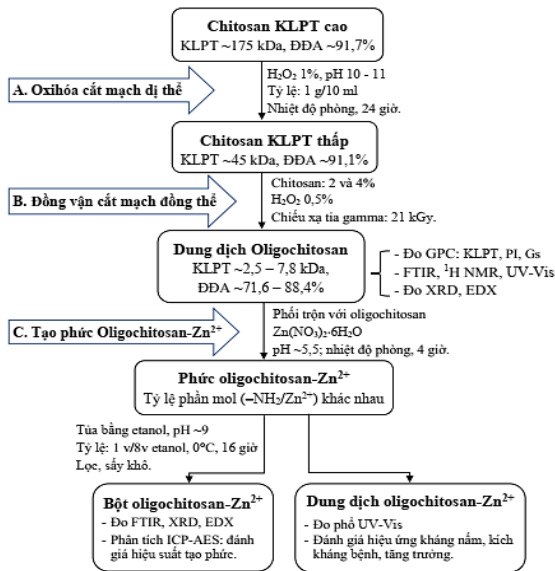 Chitosan KLPT cao
KLPT ~175 kDa, ĐĐA ~91,7%
A. Oxihóa cắt mạch dị thể
H₂O₂ 1%, pH 10 - 11
Tỷ lệ: 1 g/10 ml
Nhiệt độ phòng, 24 giờ.
Chitosan KLPT thấp
KLPT ~45 kDa, ĐĐA ~91,1%
B. Đồng vận cắt mạch đồng thể
Chitosan: 2 và 4%
H₂O₂ 0,5%
Chiếu xạ tia gamma: 21 kGy.
Dung dịch Oligochitosan
KLPT ~2,5 – 7,8 kDa,
ĐĐA ~71,6 – 88,4%
- Đo GPC: KLPT, PI, Gs
- FTIR, ¹H NMR, UV-Vis
- Đo XRD, EDX
C. Tạo phức Oligochitosan-Zn²⁺
Phối trộn với oligochitosan
Zn(NO₃)₂·6H₂O
pH ~5,5; nhiệt độ phòng, 4 giờ.
Phức oligochitosan-Zn²⁺
Tỷ lệ phần mol (–NH₂/Zn²⁺) khác nhau
Tủa bằng etanol, pH ~9
Tỷ lệ: 1 v/8v etanol, 0°C, 16 giờ
Lọc, sấy khô.
Bột oligochitosan-Zn²⁺
- Đo FTIR, XRD, EDX
- Phân tích ICP-AES: đánh
giá hiệu suất tạo phức.
Dung dịch oligochitosan-Zn²⁺
- Đo phổ UV-Vis
- Đánh giá hiệu ứng kháng nấm, kích
kháng bệnh, tăng trưởng.